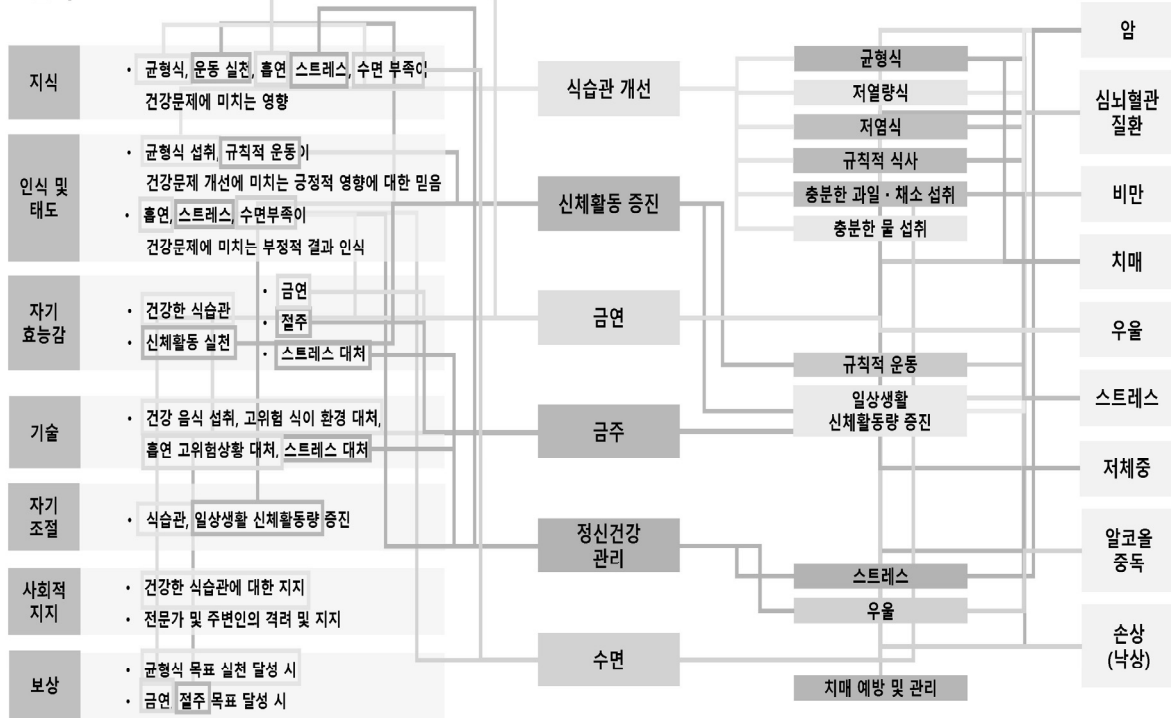 지식
• 균형식, 운동 실천, 흡연 스트레스, 수면 부족이
건강문제에 미치는 영향
인식 및
태도
• 균형식 섭취, 규칙적 운동이
건강문제 개선에 미치는 긍정적 영향에 대한 믿음
• 흡연, 스트레스, 수면부족이
건강문제에 미치는 부정적 결과 인식
자기
효능감
• 건강한 식습관
• 신체활동 실천
• 금연
• 절주
• 스트레스 대처
기술
• 건강 음식 섭취, 고위험 식이 환경 대처,
흡연 고위험상황 대처, 스트레스 대처
자기
조절
• 식습관, 일상생활 신체활동량 증진
사회적
지지
• 건강한 식습관에 대한 지지
• 전문가 및 주변인의 격려 및 지지
보상
• 균형식 목표 실천 달성 시
• 금연 절주 목표 달성 시
식습관 개선
신체활동 증진
금연
금주
정신건강
관리
수면
균형식
저열량식
저염식
규칙적 식사
충분한 과일 · 채소 섭취
충분한 물 섭취
규칙적 운동
일상생활
신체활동량 증진
스트레스
우울
치매 예방 및 관리
암
심뇌혈관
질환
비만
치매
우울
스트레스
저체중
알코올
중독
손상
(낙상)